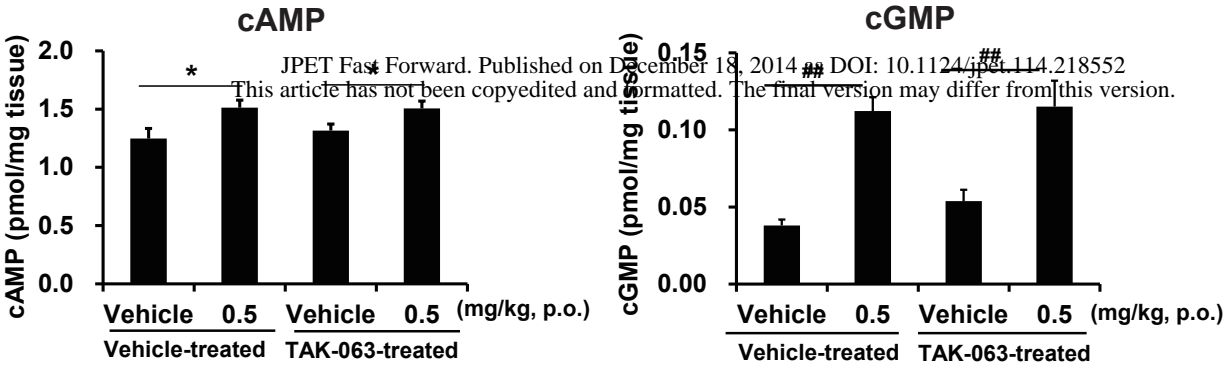 cAMP
cGMP
JPET Fast Forward. Published on December 18, 2014 as DOI: 10.1124/jpet.114.218552
This article has not been copyedited and formatted. The final version may differ from this version.
cAMP (pmol/mg tissue)
2.0
1.5
1.0
0.5
0.0
* *
Vehicle 0.5 Vehicle 0.5 (mg/kg, p.o.)
Vehicle-treated TAK-063-treated
cGMP (pmol/mg tissue)
0.15
0.10
0.05
0.00
## ##
Vehicle 0.5 Vehicle 0.5 (mg/kg, p.o.)
Vehicle-treated TAK-063-treated